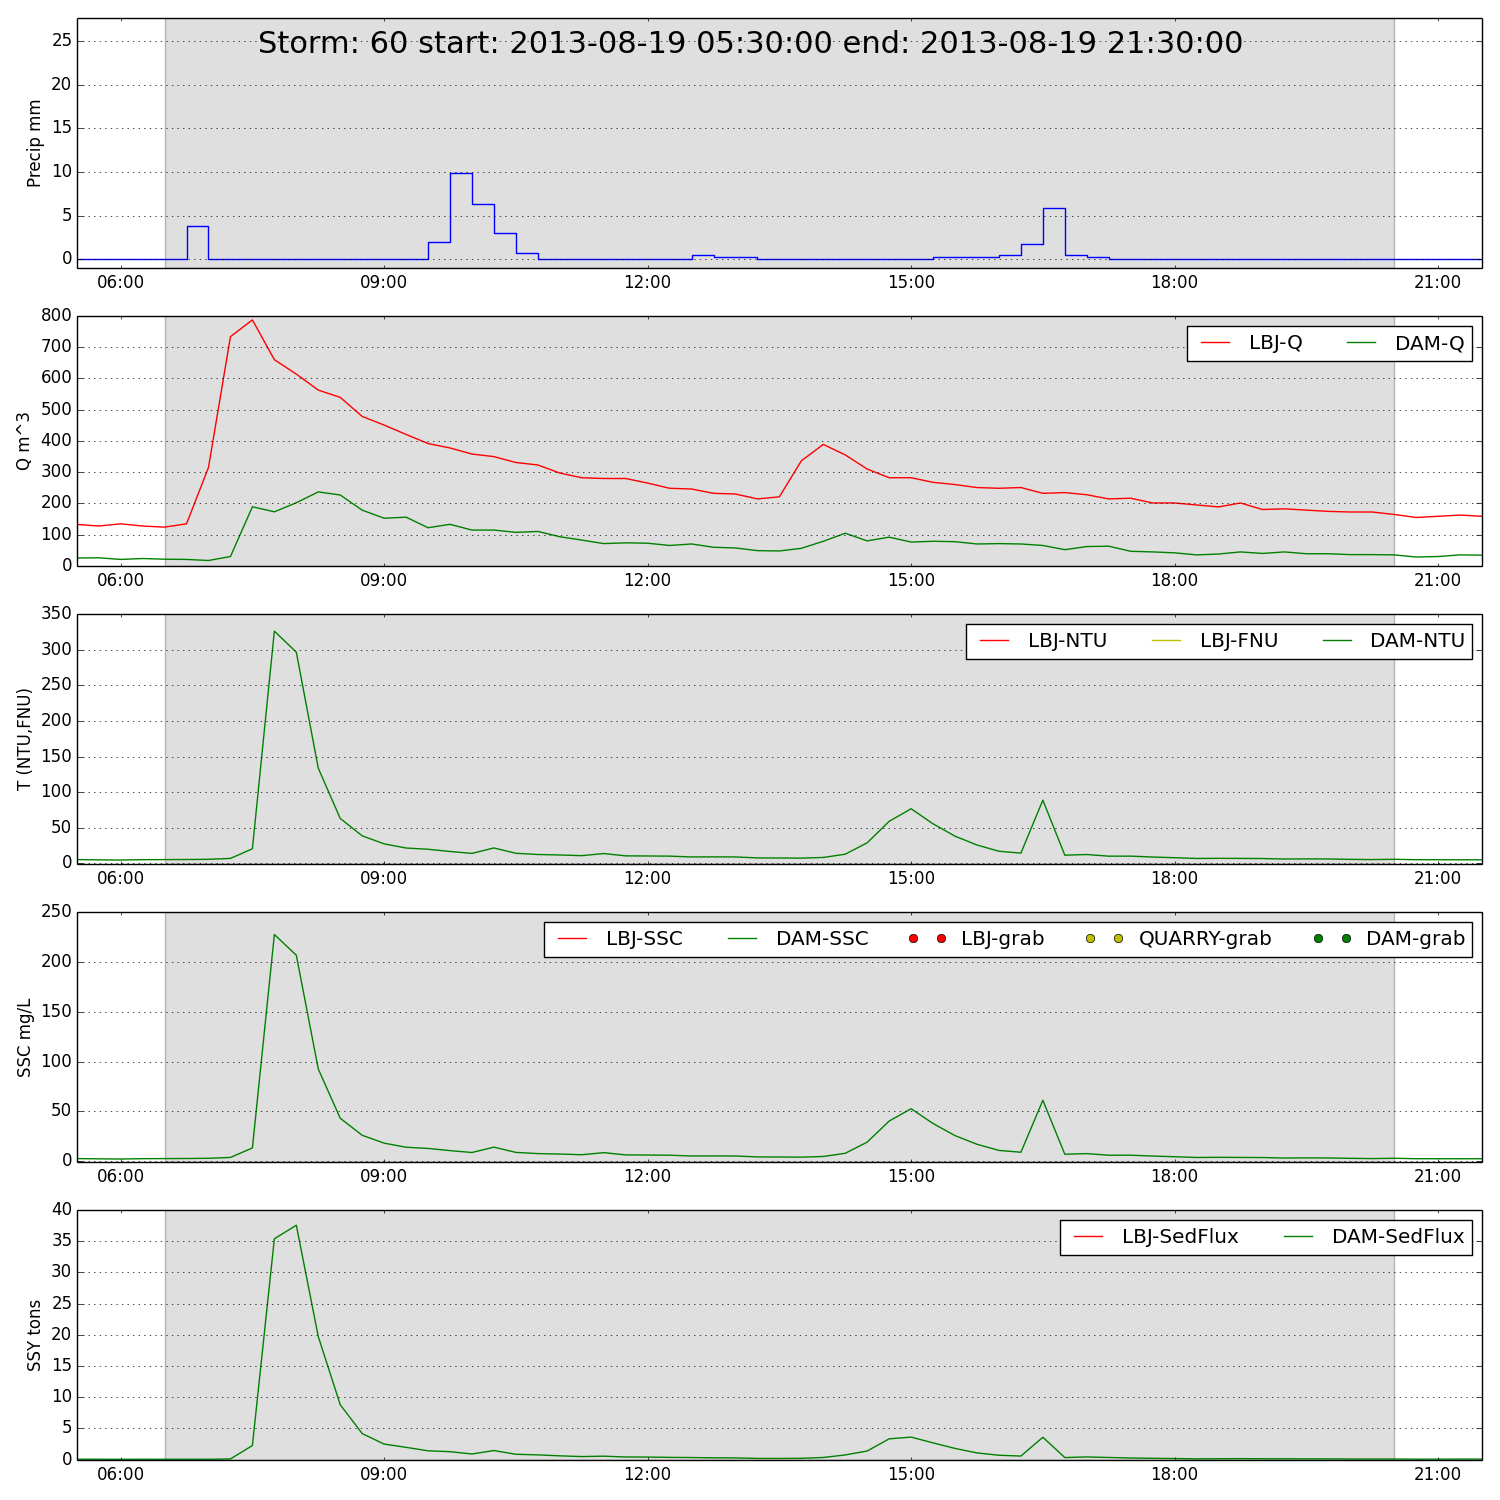 Storm: 60 start: 2013-08-19 05:30:00 end: 2013-08-19 21:30:00
Precip mm
25
20
15
10
5
0
06:00 09:00 12:00 15:00 18:00 21:00
Q m^3
800
700
600
500
400
300
200
100
0
LBJ-Q DAM-Q
06:00 09:00 12:00 15:00 18:00 21:00
T (NTU,FNU)
350
300
250
200
150
100
50
0
LBJ-NTU LBJ-FNU DAM-NTU
06:00 09:00 12:00 15:00 18:00 21:00
SSC mg/L
250
200
150
100
50
0
LBJ-SSC DAM-SSC LBJ-grab QUARRY-grab DAM-grab
06:00 09:00 12:00 15:00 18:00 21:00
SSY tons
40
35
30
25
20
15
10
5
0
LBJ-SedFlux DAM-SedFlux
06:00 09:00 12:00 15:00 18:00 21:00